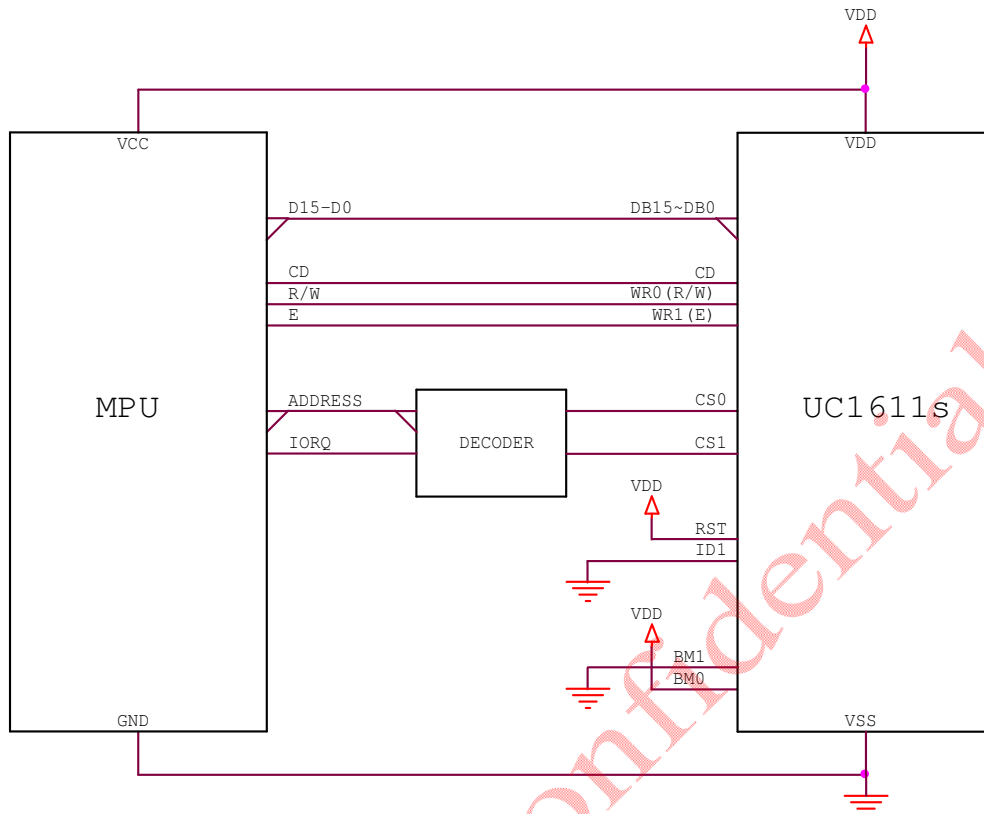 VDD
VCC
VDD
D15-D0 DB15~DB0
CD CD
R/W WR0(R/W)
E WR1(E)
ADDRESS CS0
MPU DECODER UC1611s
IORQ CS1
VDD
RST
ID1
VDD
BM1
BM0
GND
VSS
onfidential